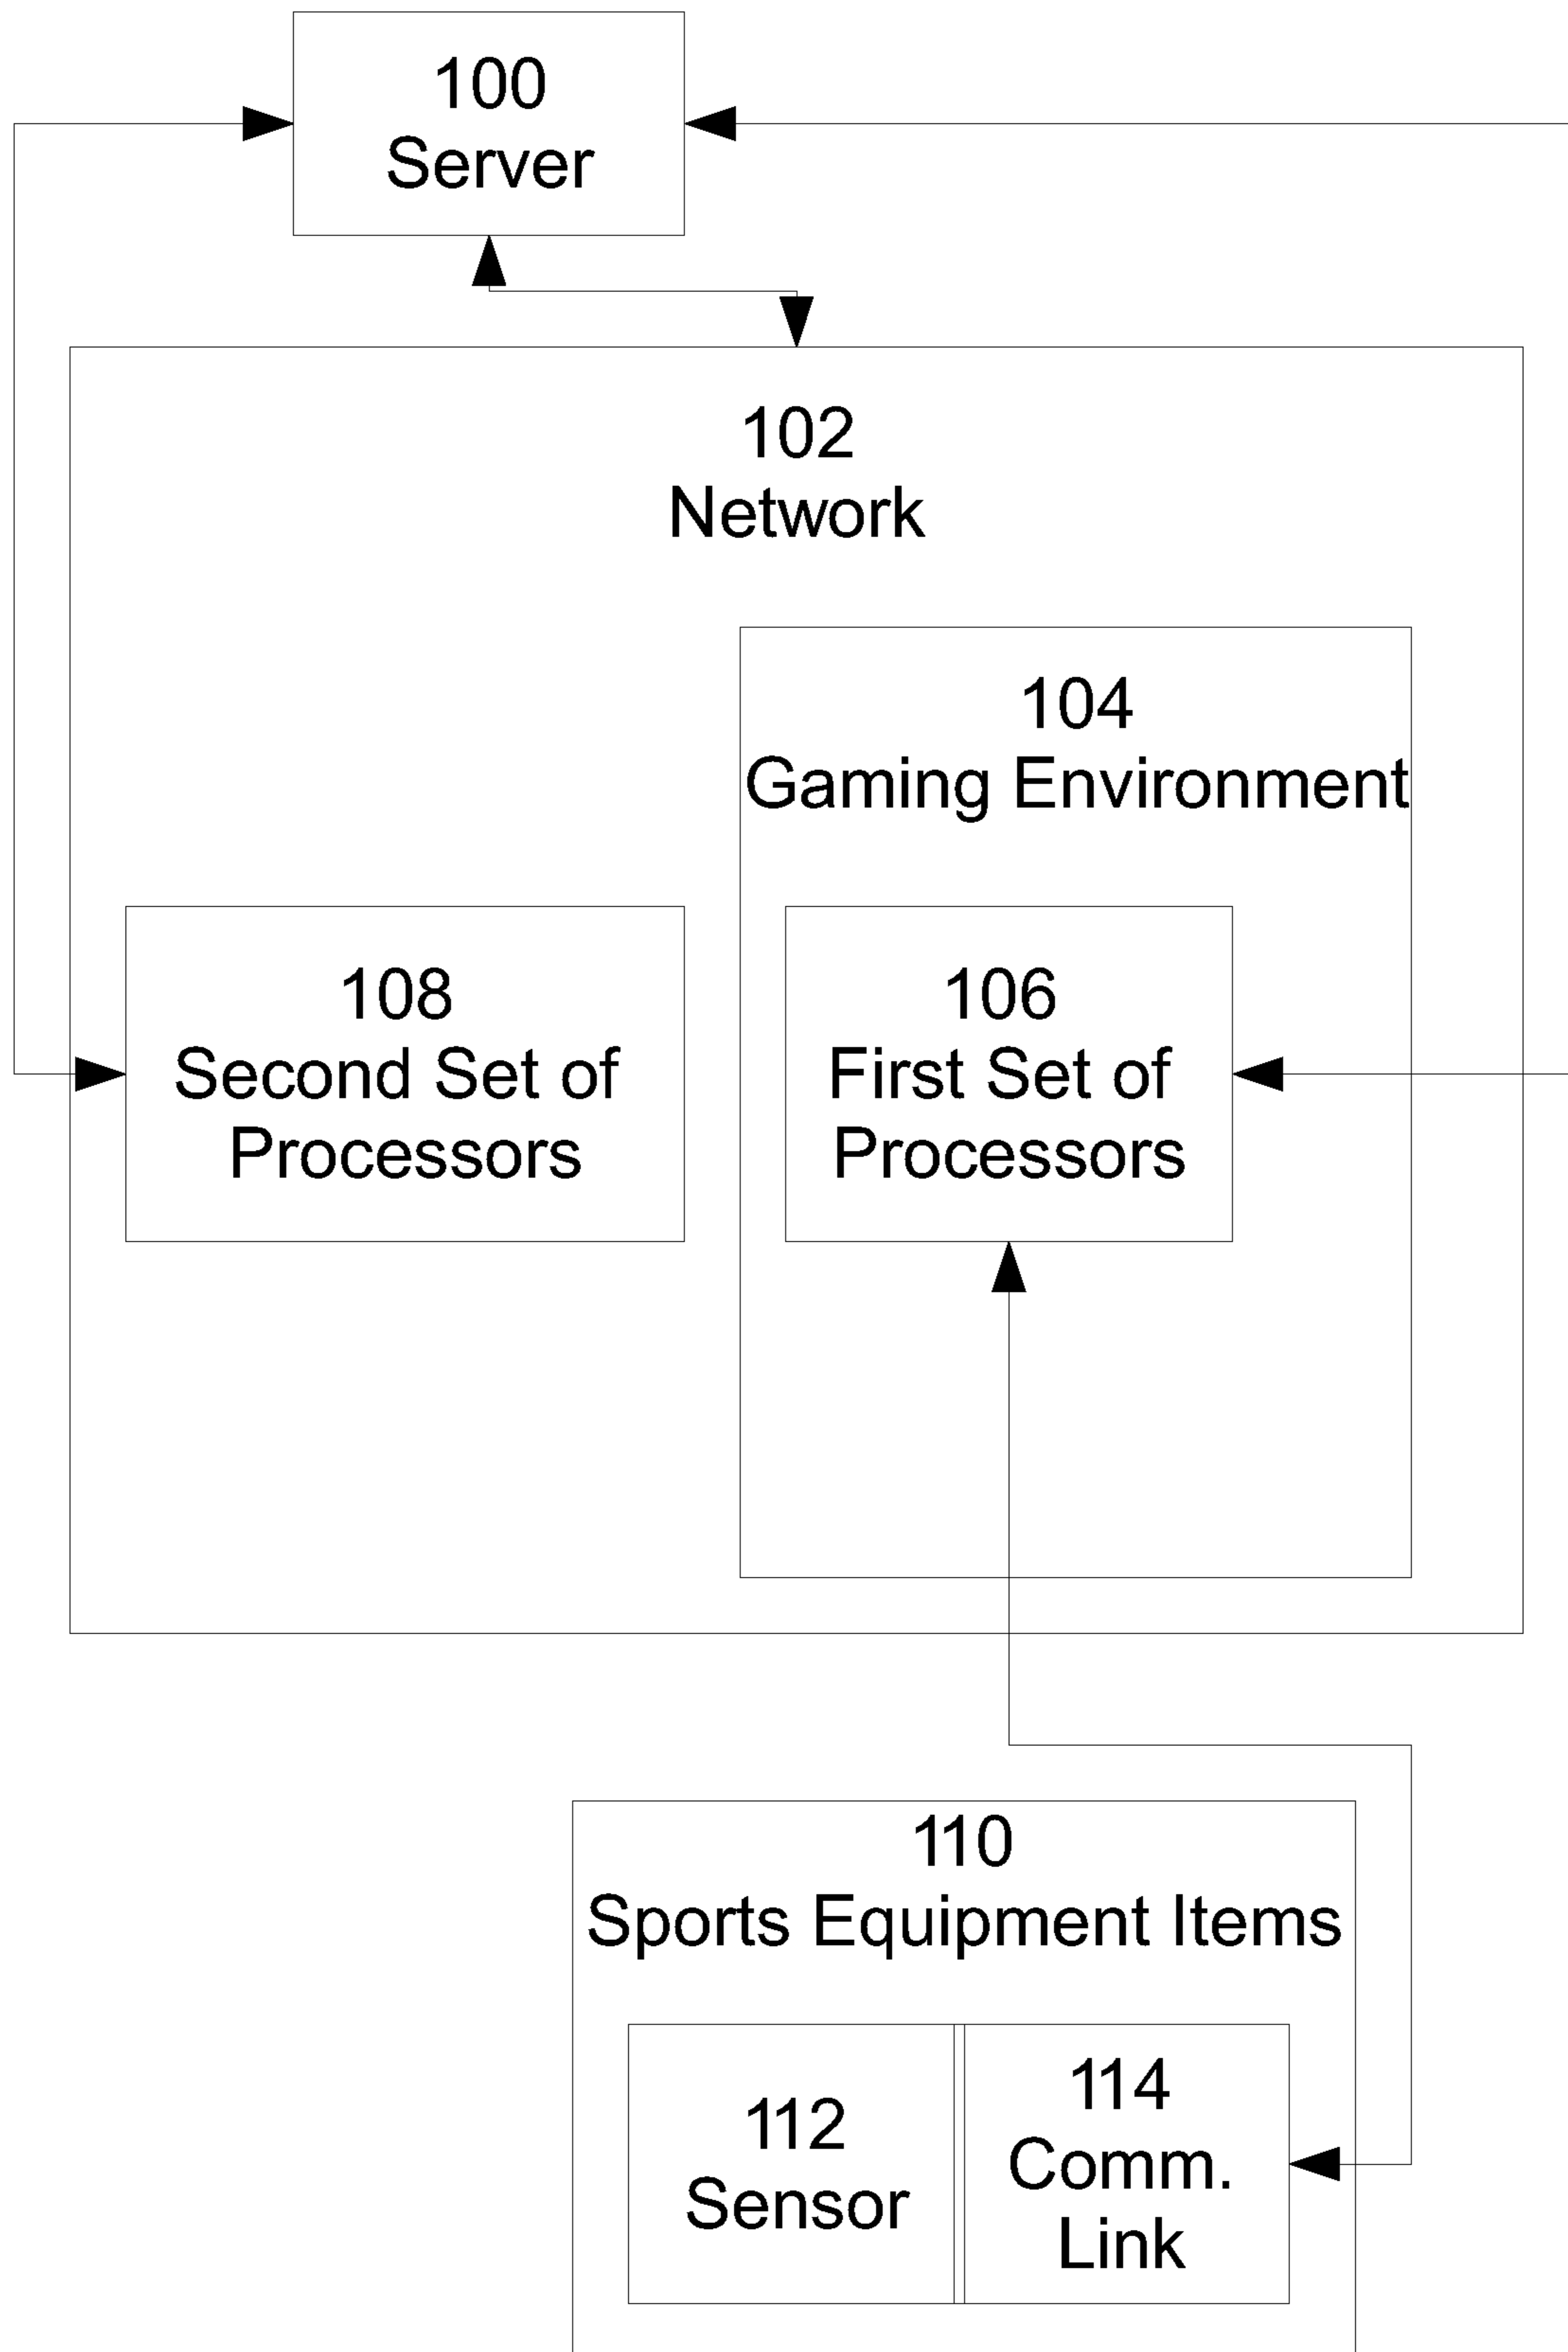 100
Server
102
Network
104
Gaming Environment
108
Second Set of
Processors
106
First Set of
Processors
110
Sports Equipment Items
112
Sensor
114
Comm.
Link